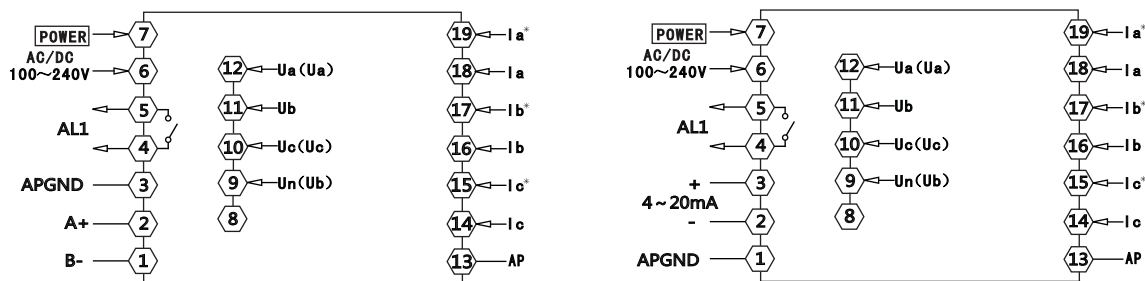 POWER 7 19 Ia*
AC/DC
100～240V 6 12 Ua(Ua) 18 Ia
5 11 Ub 17 Ib*
AL1
4 10 Uc(Uc) 16 Ib
APGND 3 9 Un(Ub) 15 Ic*
A+ 2 8 14 Ic
B- 1 13 AP
POWER 7 19 Ia*
AC/DC
100～240V 6 12 Ua(Ua) 18 Ia
5 11 Ub 17 Ib*
AL1
4 10 Uc(Uc) 16 Ib
+ 3 9 Un(Ub) 15 Ic*
4～20mA
- 2 8 14 Ic
APGND 1 13 AP